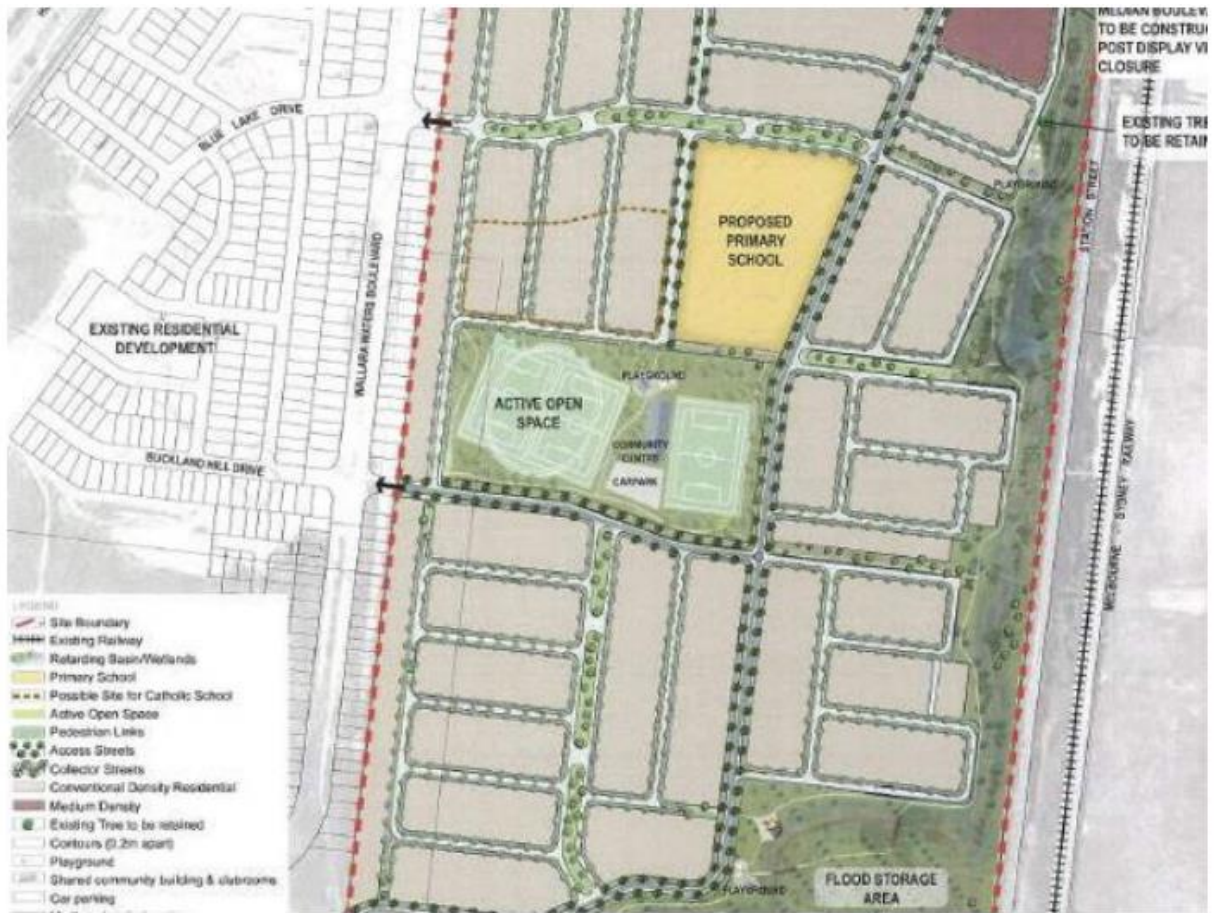 MEDIAN BOULEV
TO BE CONSTRU
POST DISPLAY VI
CLOSURE
EXISTING TRE
TO BE RETAIN
BLUE LAKE DRIVE
PLAYGROUND
STATION STREET
PROPOSED
PRIMARY
SCHOOL
WALLARA WATERS BOULEVARD
EXISTING RESIDENTIAL
DEVELOPMENT
PLAYGROUND
ACTIVE OPEN
SPACE
COMMUNITY
CENTRE
CARPARK
BUCKLAND HILL DRIVE
MELBOURNE SYDNEY RAILWAY
LEGEND
Site Boundary
Existing Railway
Retarding Basin/Wetlands
Primary School
Possible Site for Catholic School
Active Open Space
Pedestrian Links
Access Streets
Collector Streets
Conventional Density Residential
Medium Density
Existing Tree to be retained
Contours (0.2m apart)
Playground
Shared community building & clubrooms
Car parking
PLAYGROUND
FLOOD STORAGE
AREA